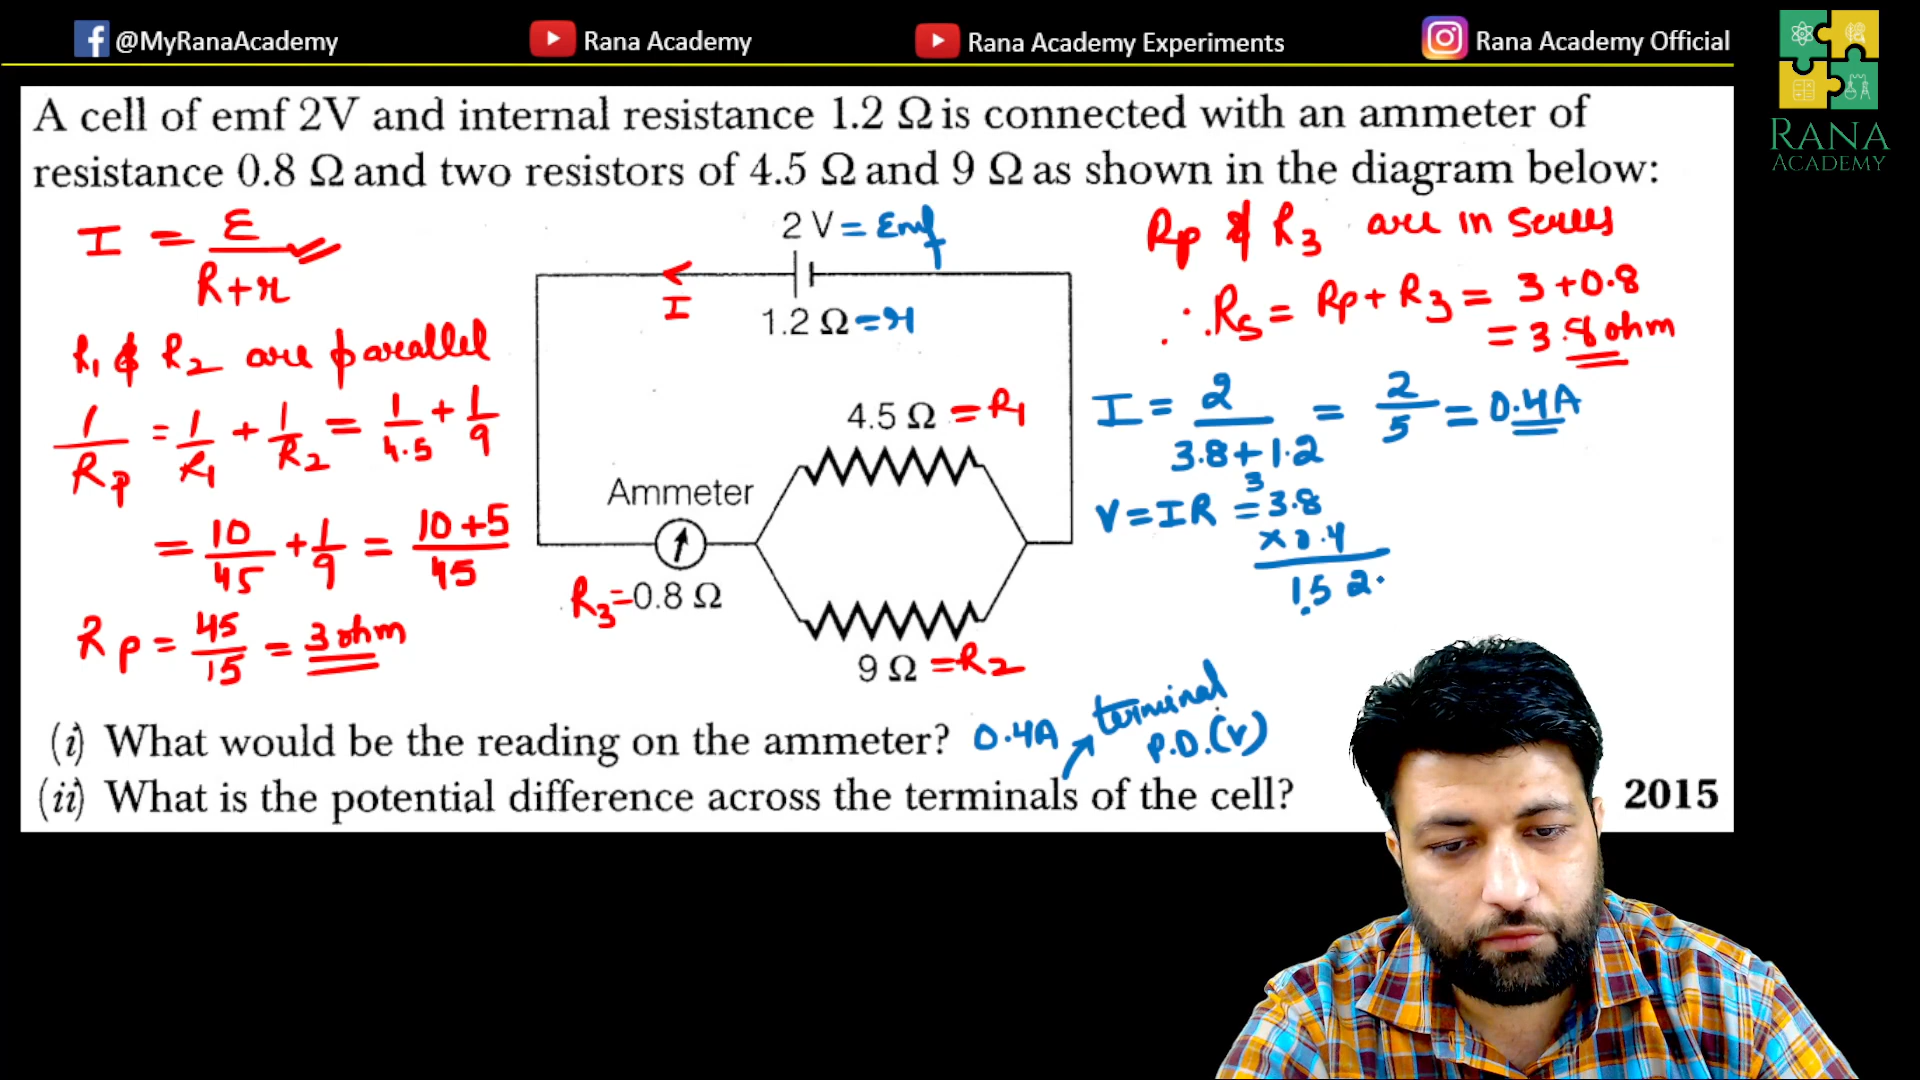 @MyRanaAcademy
Rana Academy
Rana Academy Experiments
Rana Academy Official
RANA
ACADEMY
A cell of emf 2V and internal resistance 1.2 Ω is connected with an ammeter of
resistance 0.8 Ω and two resistors of 4.5 Ω and 9 Ω as shown in the diagram below:
I = ε / R+r
R1 & R2 are parallel
1/Rp = 1/R1 + 1/R2 = 1/4.5 + 1/9
= 10/45 + 1/9 = 10+5/45
Rp = 45/15 = 3 ohm
2 V = Emf
I
1.2 Ω = r
4.5 Ω = R1
Ammeter
R3=0.8 Ω
9 Ω = R2
Rp & R3 are in series
∴ Rs = Rp + R3 = 3 + 0.8
= 3.8 ohm
I = 2 / 3.8+1.2 = 2/5 = 0.4A
V = IR = 3.8
3
× 0.4
1.52
terminal
P.D.(V)
(i) What would be the reading on the ammeter? 0.4A
(ii) What is the potential difference across the terminals of the cell?
2015